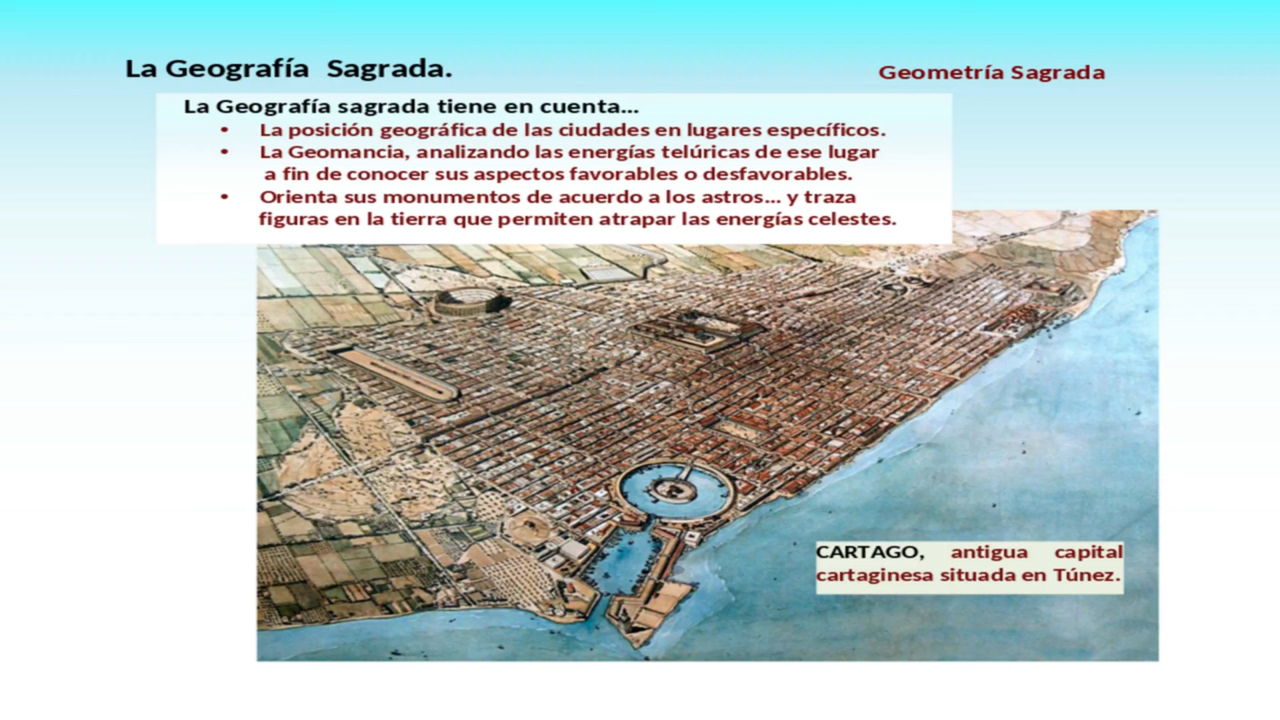 La Geografía Sagrada.
Geometría Sagrada
La Geografía sagrada tiene en cuenta...
• La posición geográfica de las ciudades en lugares específicos.
• La Geomancia, analizando las energías telúricas de ese lugar
a fin de conocer sus aspectos favorables o desfavorables.
• Orienta sus monumentos de acuerdo a los astros... y traza
figuras en la tierra que permiten atrapar las energías celestes.
CARTAGO, antigua capital
cartaginesa situada en Túnez.